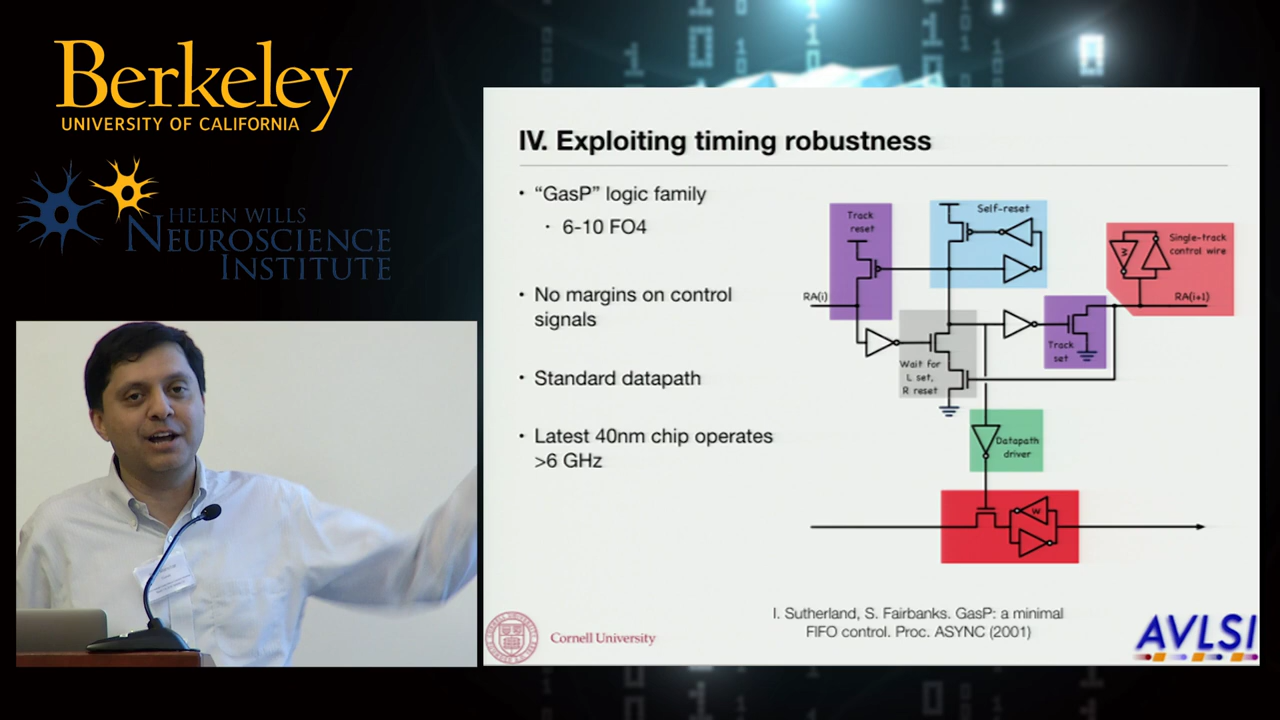 Berkeley
UNIVERSITY OF CALIFORNIA
HELEN WILLS
NEUROSCIENCE
INSTITUTE
IV. Exploiting timing robustness
• “GasP” logic family
• 6-10 FO4
• No margins on control
signals
• Standard datapath
• Latest 40nm chip operates
>6 GHz
Track
reset
Self-reset
W
Single-track
control wire
RA(i)
RA(i+1)
Wait for
L set,
R reset
Track
set
Datapath
driver
W
I. Sutherland, S. Fairbanks. GasP: a minimal
FIFO control. Proc. ASYNC (2001)
Cornell University
AVLSI